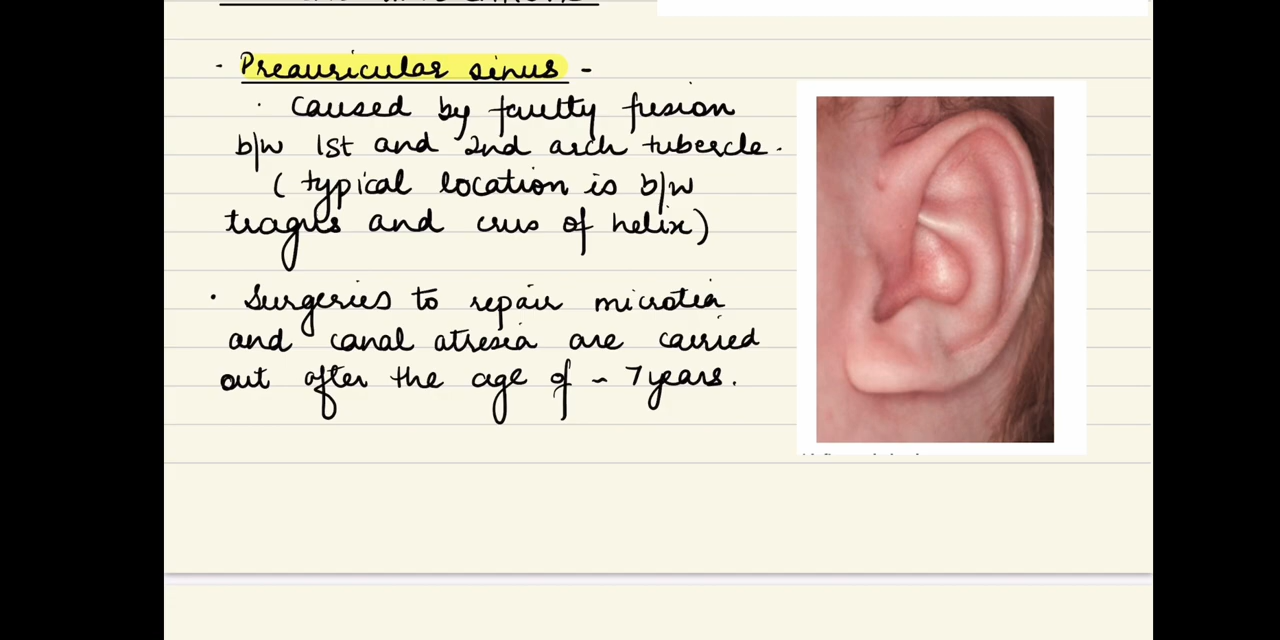 · Preauricular sinus -
· Caused by faulty fusion
b/w 1st and 2nd arch tubercle.
( typical location is b/w
tragus and crus of helix)
· Surgeries to repair microtia
and canal atresia are carried
out after the age of ~ 7 years.